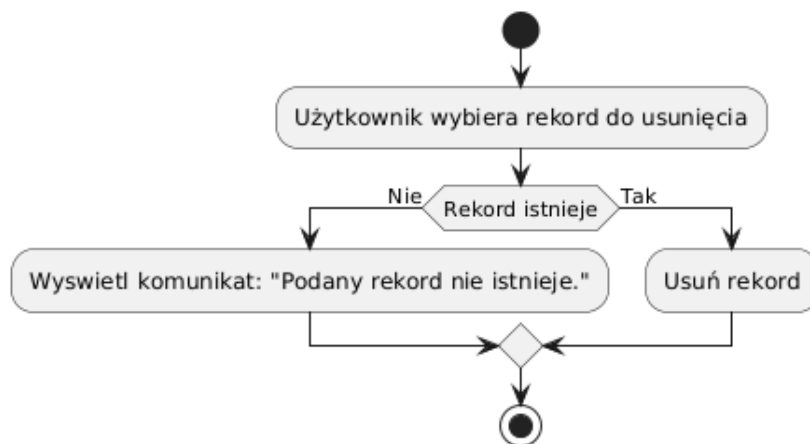 Użytkownik wybiera rekord do usunięcia
Nie
Rekord istnieje
Tak
Wyswietl komunikat: "Podany rekord nie istnieje."
Usuń rekord